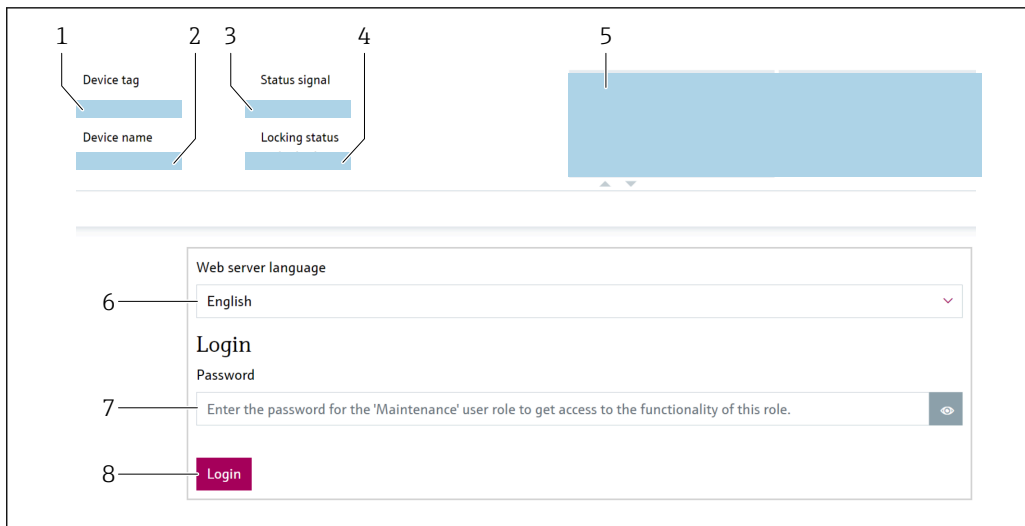 1 2 3 4 5
Device tag Status signal
Device name Locking status
Web server language
6 English
Login
Password
7 Enter the password for the 'Maintenance' user role to get access to the functionality of this role.
8 Login